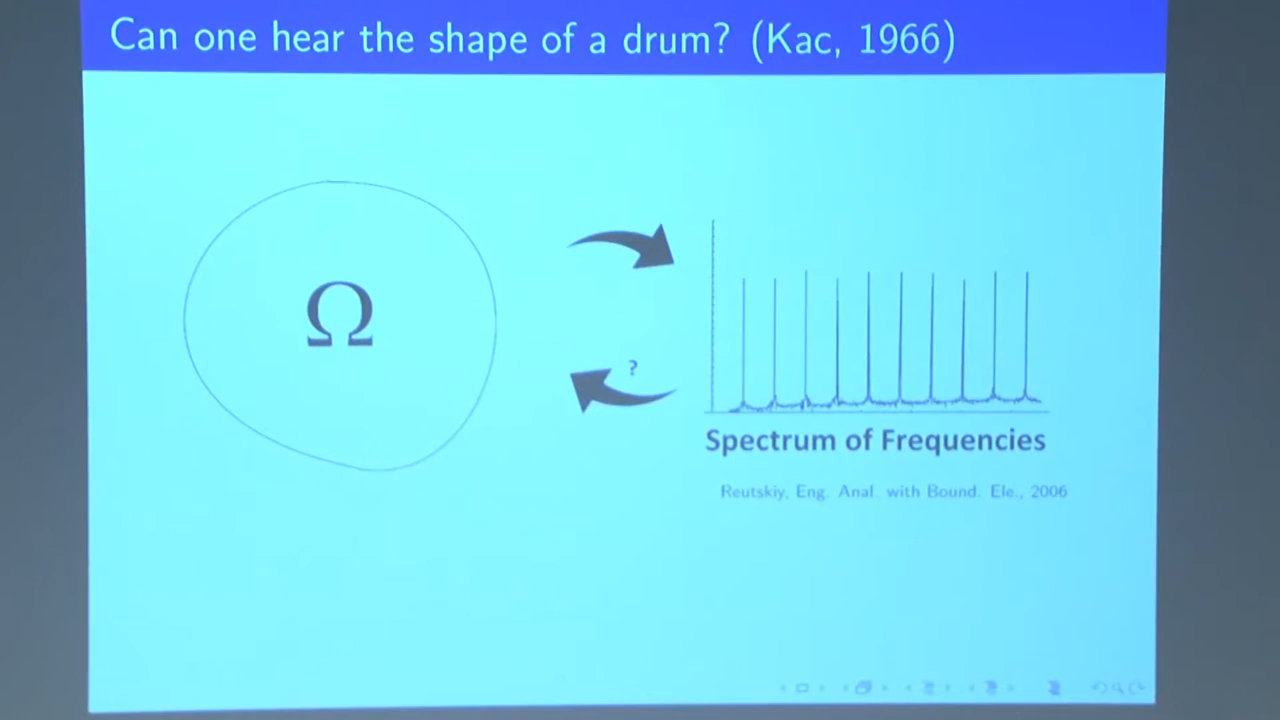 Can one hear the shape of a drum? (Kac, 1966)
Ω
?
Spectrum of Frequencies
Reutskiy, Eng. Anal. with Bound. Ele., 2006